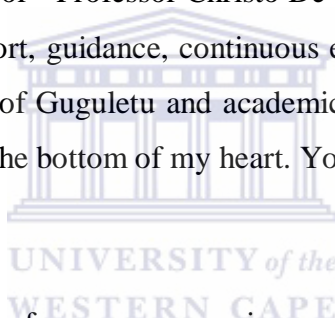 or Professor Christo De
ort, guidance, continuous e
of Guguletu and academic
he bottom of my heart. Yo
UNIVERSITY of the
WESTERN CAPE